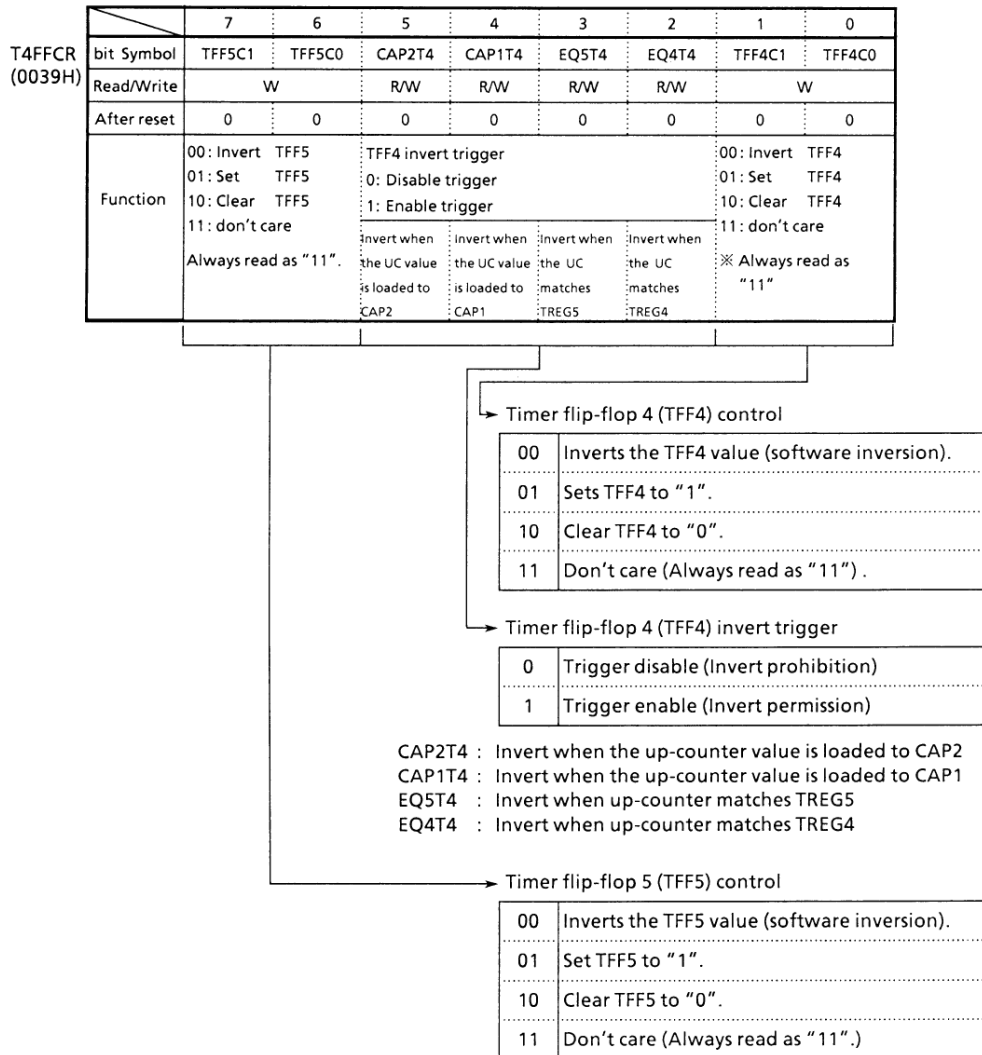 7 6 5 4 3 2 1 0
T4FFCR
(0039H)
bit Symbol TFF5C1 TFF5C0 CAP2T4 CAP1T4 EQ5T4 EQ4T4 TFF4C1 TFF4C0
Read/Write W R/W R/W R/W R/W W
After reset 0 0 0 0 0 0 0 0
Function
00: Invert TFF5
01: Set TFF5
10: Clear TFF5
11: don't care
Always read as "11".
TFF4 invert trigger
0: Disable trigger
1: Enable trigger
Invert when
the UC value
is loaded to
CAP2
Invert when
the UC value
is loaded to
CAP1
Invert when
the UC
matches
TREG5
Invert when
the UC
matches
TREG4
00: Invert TFF4
01: Set TFF4
10: Clear TFF4
11: don't care
※ Always read as
"11"
Timer flip-flop 4 (TFF4) control
00 Inverts the TFF4 value (software inversion).
01 Sets TFF4 to "1".
10 Clear TFF4 to "0".
11 Don't care (Always read as "11") .
Timer flip-flop 4 (TFF4) invert trigger
0 Trigger disable (Invert prohibition)
1 Trigger enable (Invert permission)
CAP2T4 : Invert when the up-counter value is loaded to CAP2
CAP1T4 : Invert when the up-counter value is loaded to CAP1
EQ5T4 : Invert when up-counter matches TREG5
EQ4T4 : Invert when up-counter matches TREG4
Timer flip-flop 5 (TFF5) control
00 Inverts the TFF5 value (software inversion).
01 Set TFF5 to "1".
10 Clear TFF5 to "0".
11 Don't care (Always read as "11".)